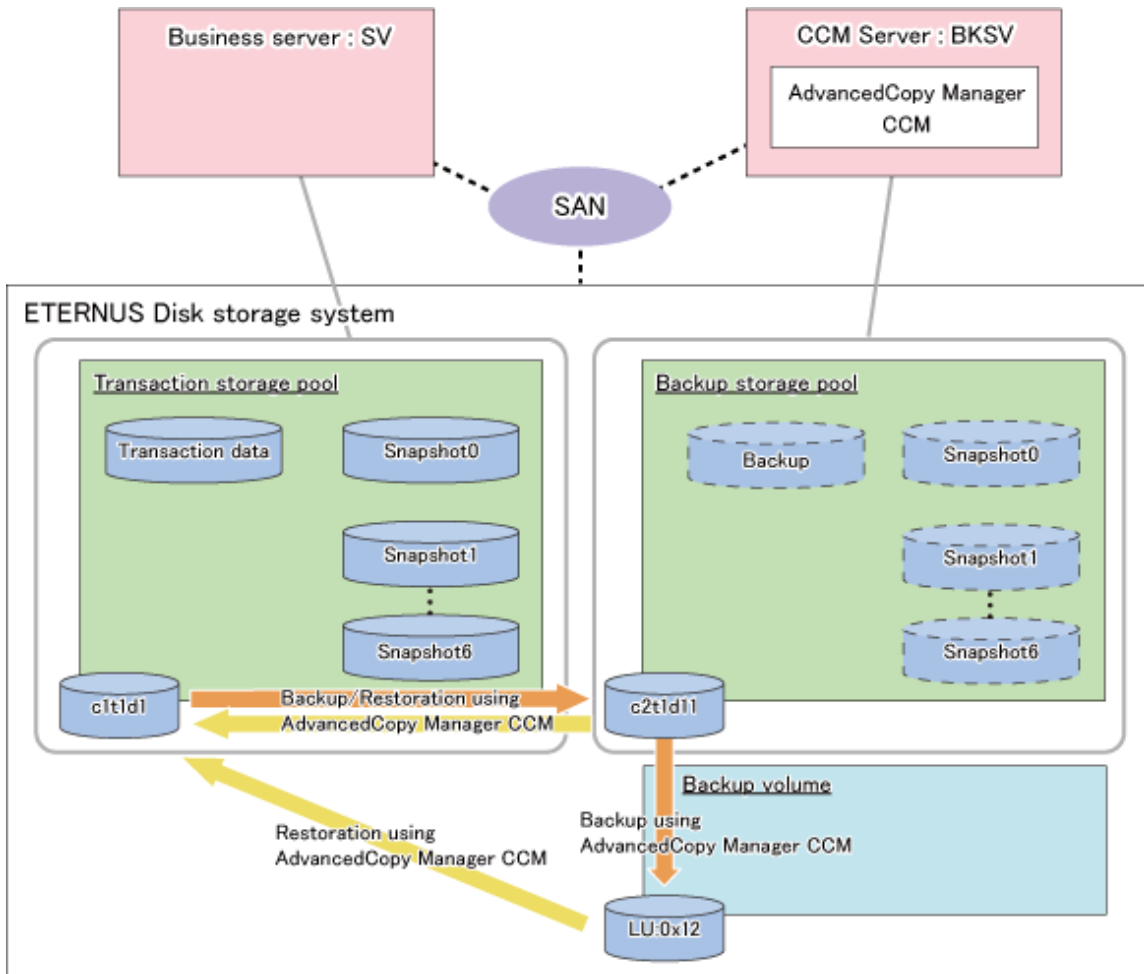 Business server : SV
CCM Server : BKSV
AdvancedCopy Manager
CCM
SAN
ETERNUS Disk storage system
Transaction storage pool
Transaction data
Snapshot0
Snapshot1
Snapshot6
c1t1d1
Backup storage pool
Backup
Snapshot0
Snapshot1
Snapshot6
c2t1d11
Backup/Restoration using
AdvancedCopy Manager CCM
Backup volume
Backup using
AdvancedCopy Manager CCM
Restoration using
AdvancedCopy Manager CCM
LU:0x12